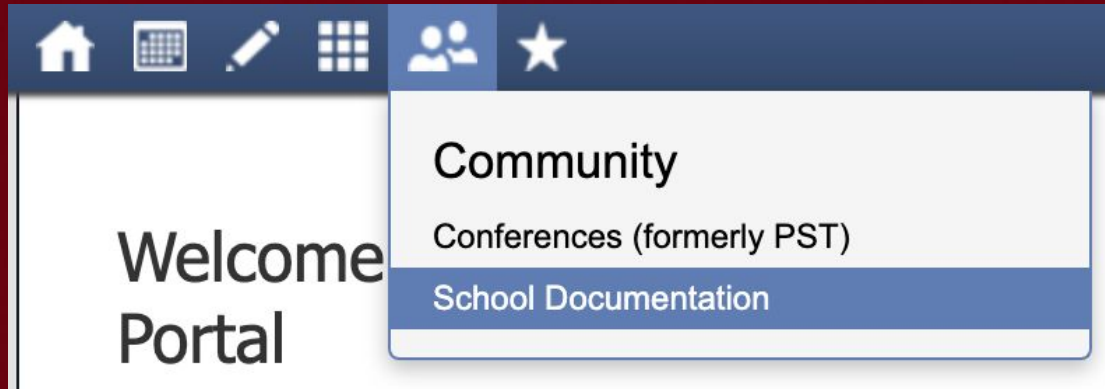 Community
Conferences (formerly PST)
School Documentation
Welcome
Portal